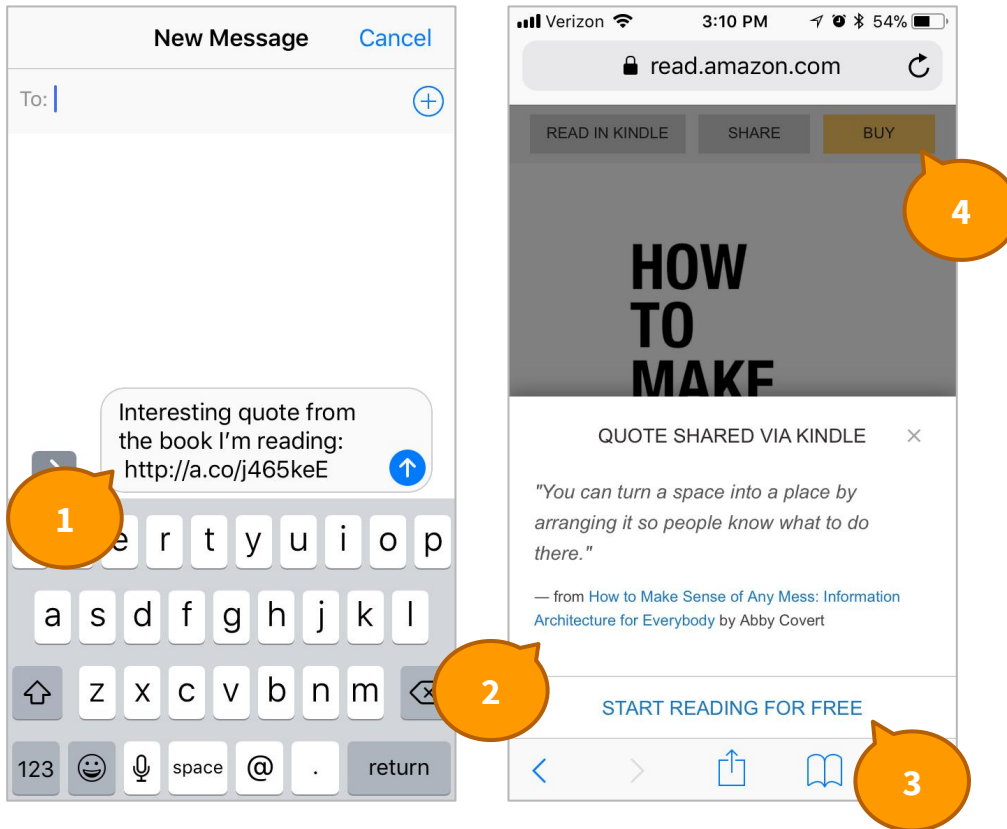 New Message
Cancel
To:
Interesting quote from
the book I'm reading:
http://a.co/j465keE
1
e r t y u i o p
a s d f g h j k l
2
z x c v b n m
123
space
@
.
return
Verizon
3:10 PM
54%
read.amazon.com
READ IN KINDLE
SHARE
BUY
4
HOW
TO
MAKE
QUOTE SHARED VIA KINDLE
×
"You can turn a space into a place by
arranging it so people know what to do
there."
— from How to Make Sense of Any Mess: Information
Architecture for Everybody by Abby Covert
START READING FOR FREE
3